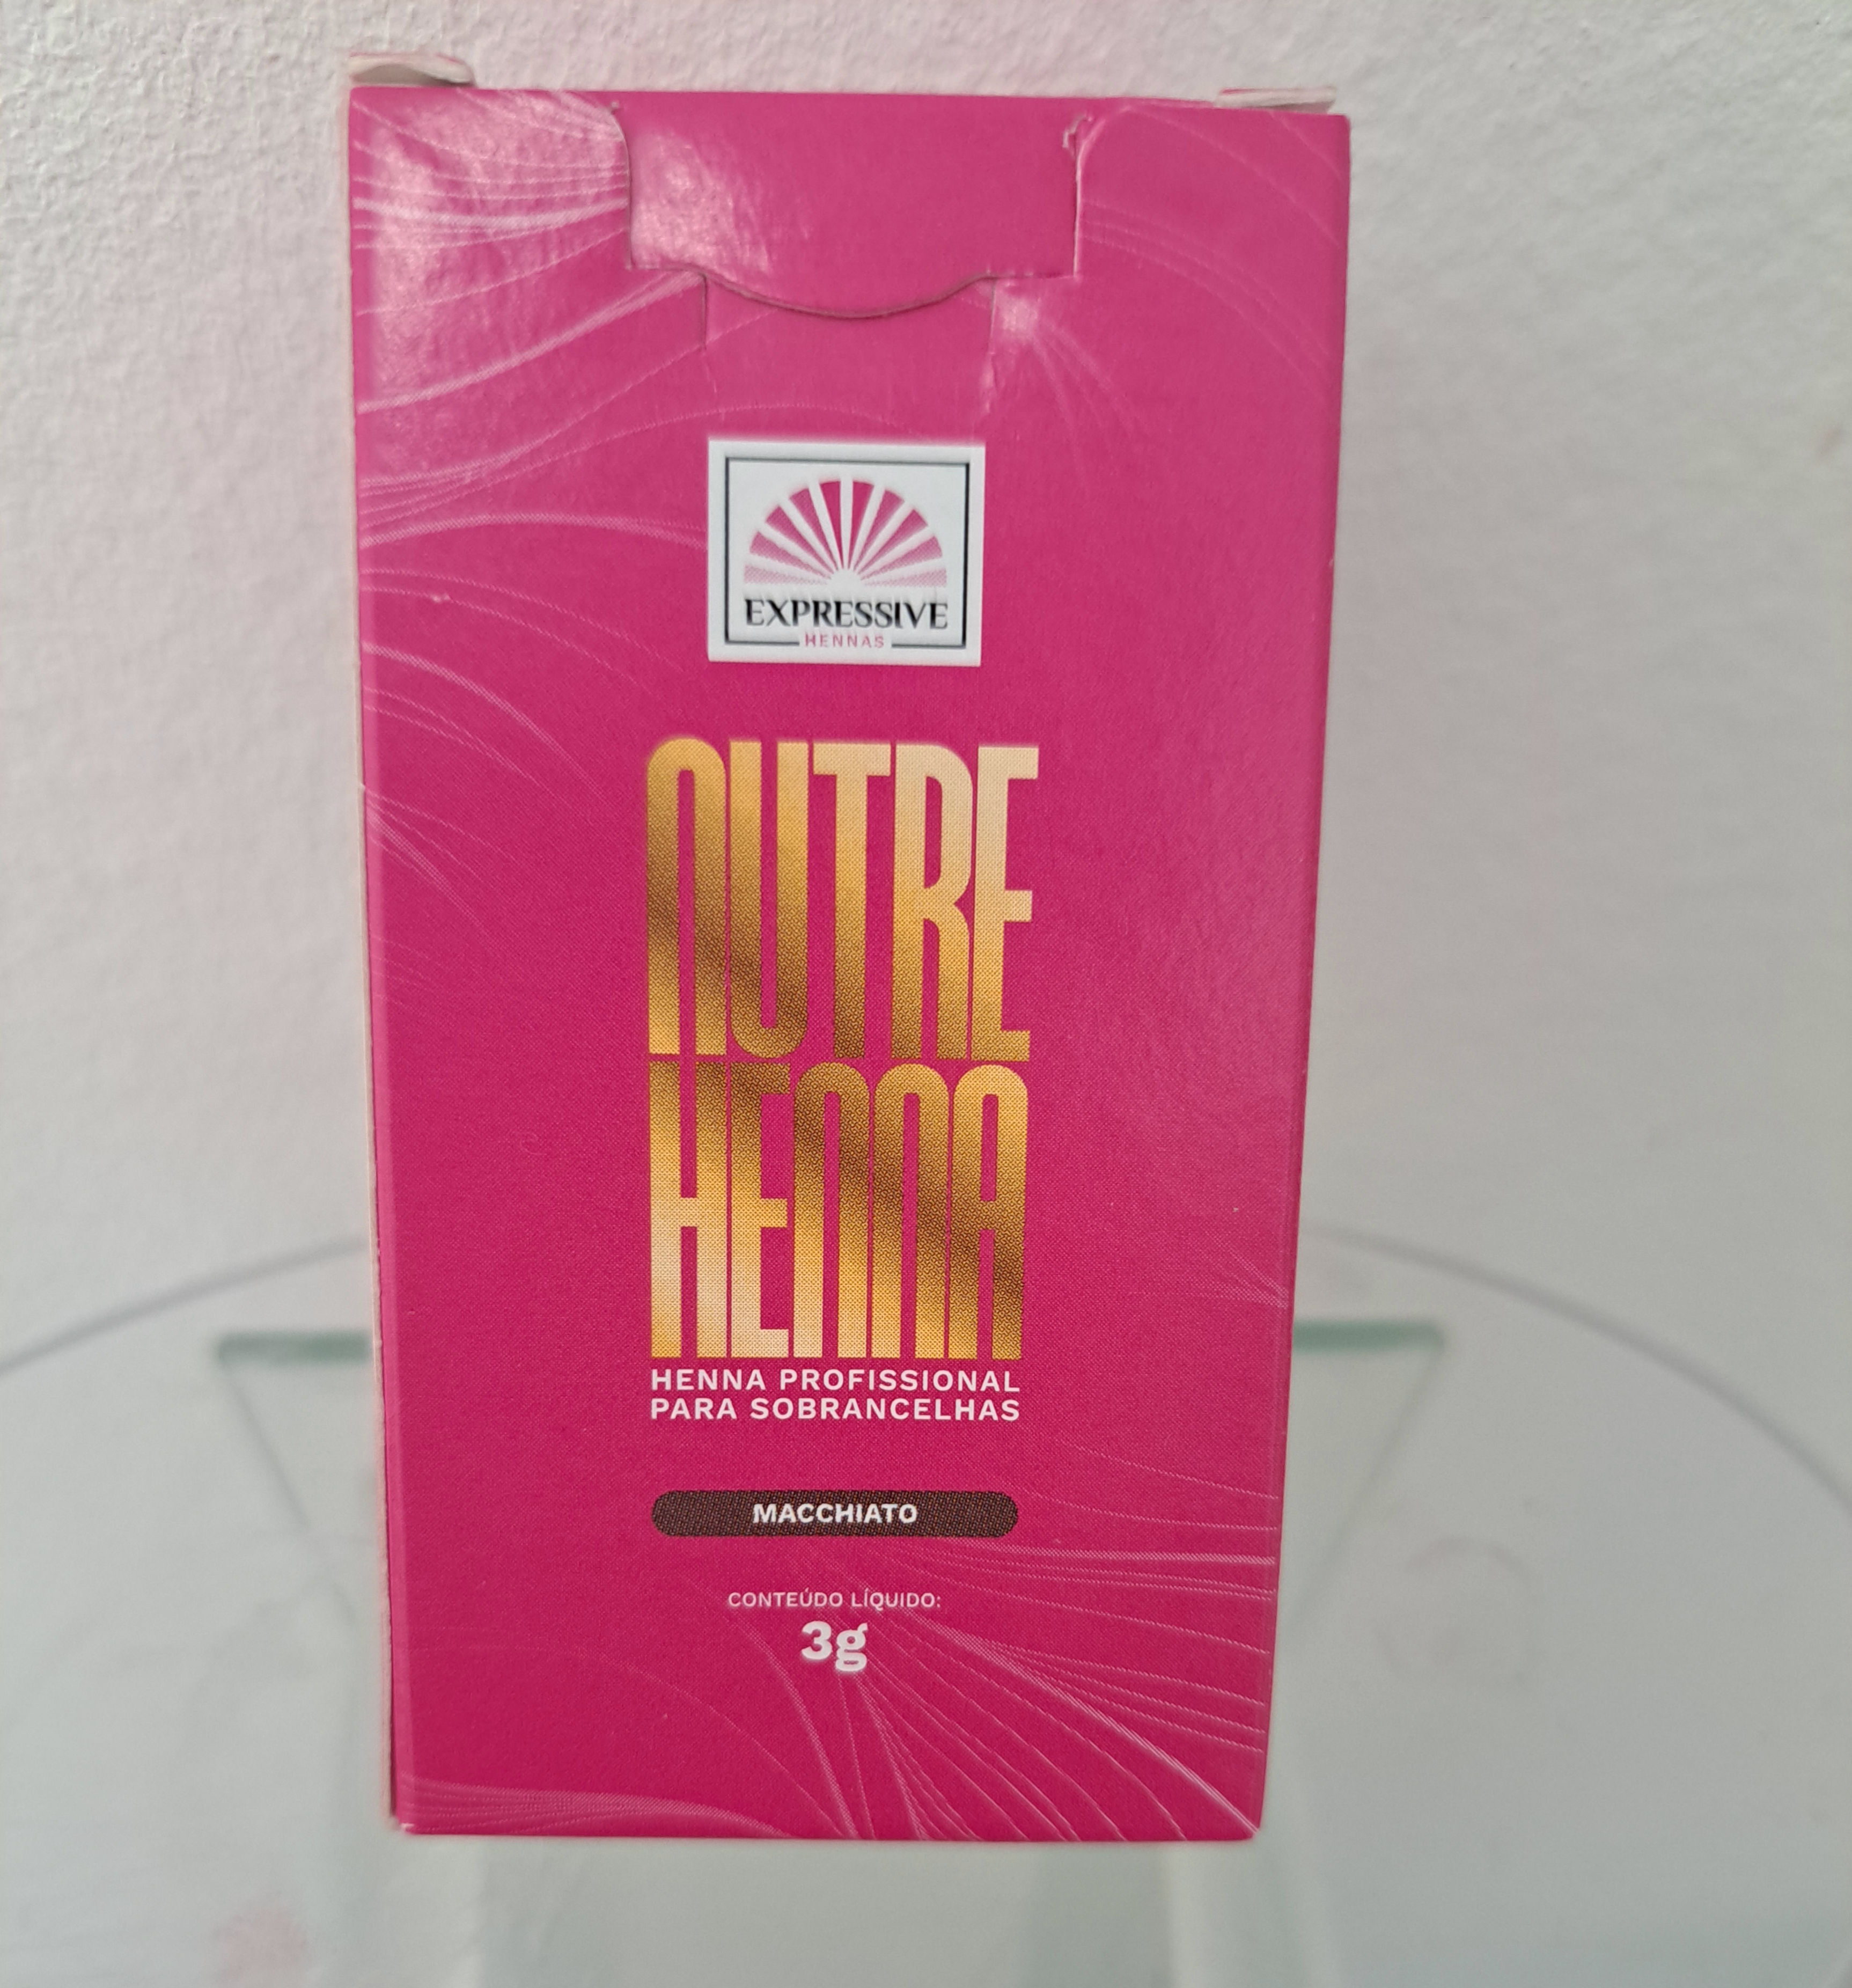 EXPRESSIVE
HENNAS
NUTRE
HENNA
HENNA PROFISSIONAL
PARA SOBRANCELHAS
MACCHIATO
CONTEÚDO LÍQUIDO:
3g